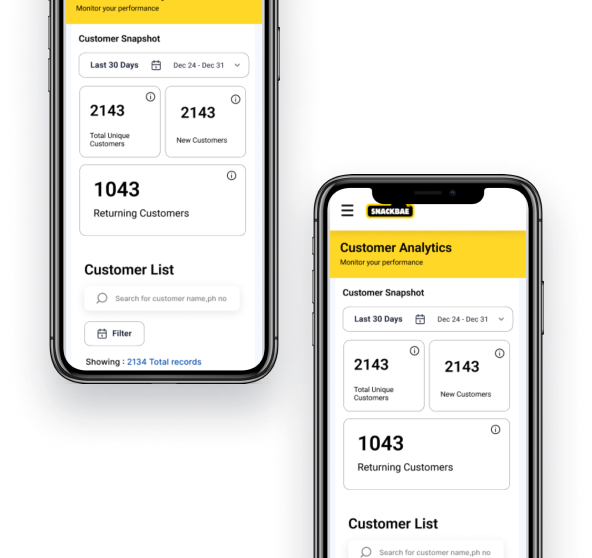 Monitor your performance
Customer Snapshot
Last 30 Days Dec 24 - Dec 31
2143
Total Unique
Customers
2143
New Customers
1043
Returning Customers
Customer List
Search for customer name,ph no
Filter
Showing : 2134 Total records
SNACKBAE
Customer Analytics
Monitor your performance
Customer Snapshot
Last 30 Days Dec 24 - Dec 31
2143
Total Unique
Customers
2143
New Customers
1043
Returning Customers
Customer List
Search for customer name,ph no